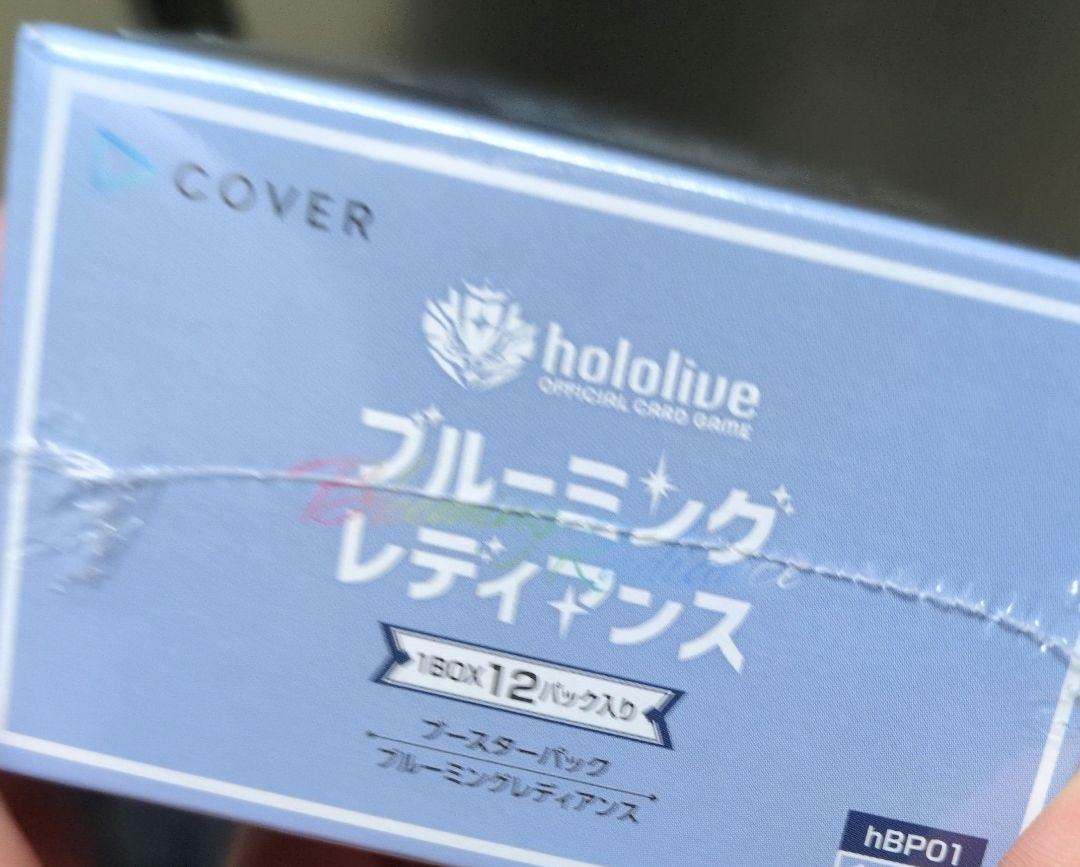 COVER
hololive
OFFICIAL CARD GAME
ブルーミング
Blooming Radiance
レディアンス
1BOX12パック入り
ブースターパック
ブルーミングレディアンス
hBP01